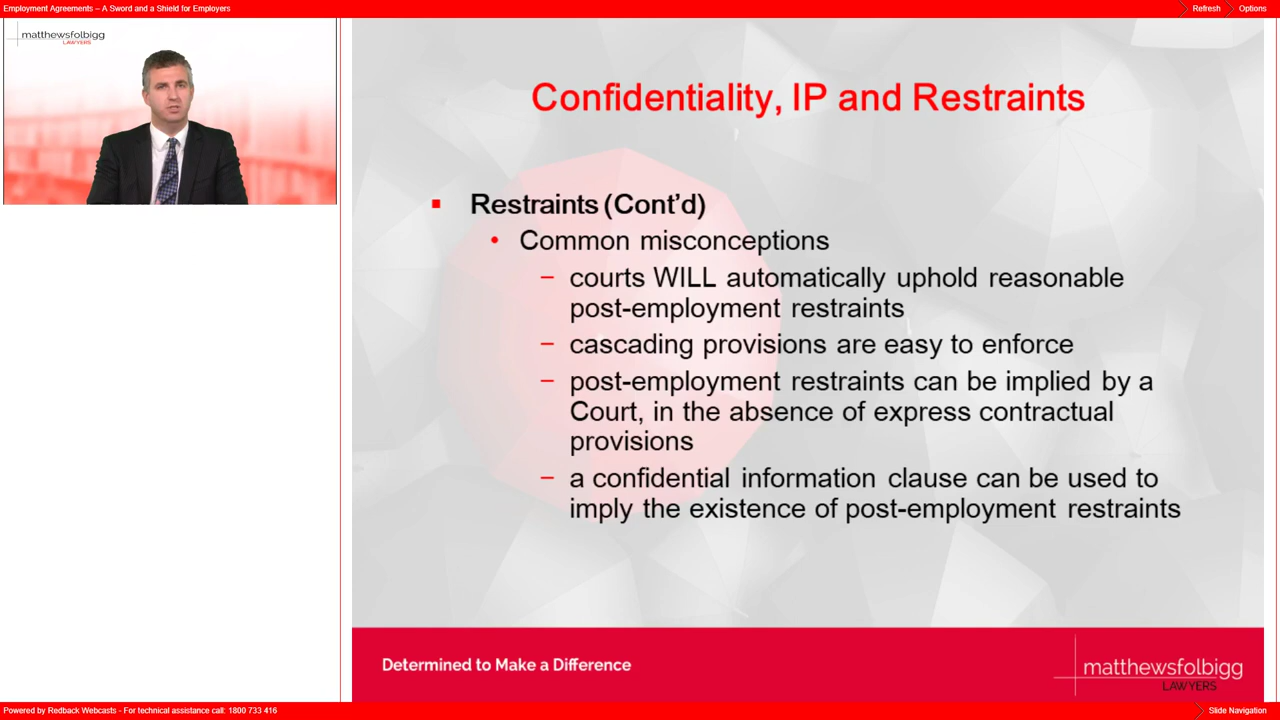 Employment Agreements – A Sword and a Shield for Employers
Refresh
Options
matthewsfolbigg
LAWYERS
Confidentiality, IP and Restraints
▪ Restraints (Cont’d)
• Common misconceptions
– courts WILL automatically uphold reasonable
post-employment restraints
– cascading provisions are easy to enforce
– post-employment restraints can be implied by a
Court, in the absence of express contractual
provisions
– a confidential information clause can be used to
imply the existence of post-employment restraints
Determined to Make a Difference
matthewsfolbigg
LAWYERS
Powered by Redback Webcasts - For technical assistance call: 1800 733 416
Slide Navigation